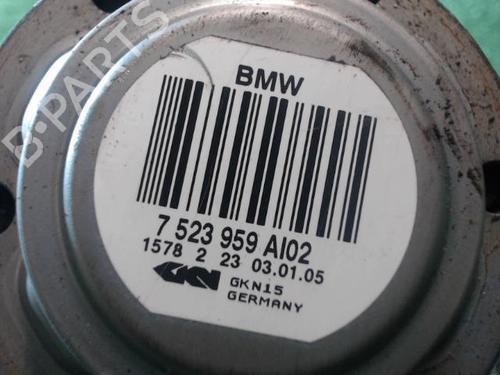 B-PARTS
BMW
7 523 959 AI02
1578 2 23 03.01.05
GKN GKN15
GERMANY